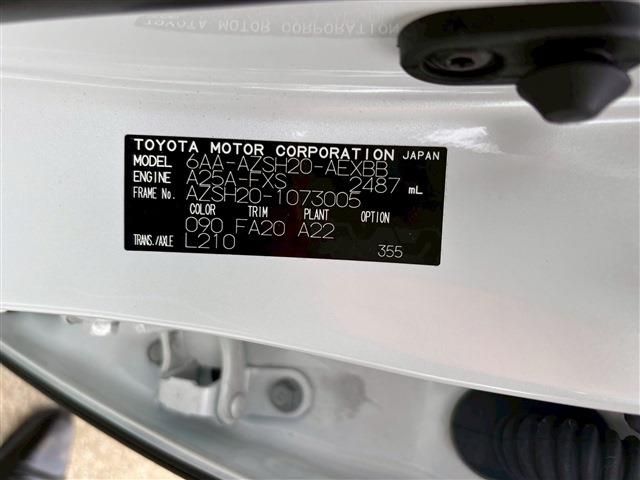 TOYOTA MOTOR CORPORATION JAPAN
MODEL 6AA-AZSH20-AEXBB
ENGINE A25A-FXS 2487 mL
FRAME No. AZSH20-1073005
COLOR TRIM PLANT OPTION
090 FA20 A22
TRANS./AXLE L210 355